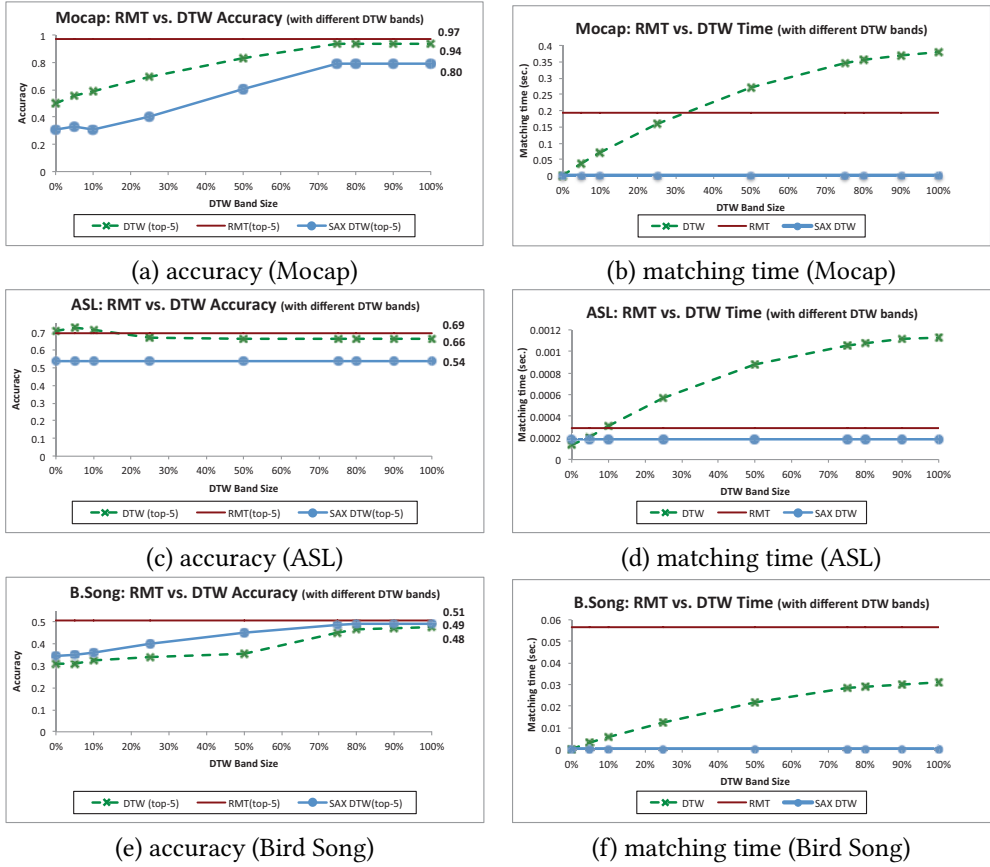 Mocap: RMT vs. DTW Accuracy (with different DTW bands)
0.97
0.94
0.80
1
0.8
0.6
0.4
0.2
0
Accuracy
0% 10% 20% 30% 40% 50% 60% 70% 80% 90% 100%
DTW Band Size
DTW (top-5) RMT(top-5) SAX DTW(top-5)
(a) accuracy (Mocap)
Mocap: RMT vs. DTW Time (with different DTW bands)
0.4
0.35
0.3
0.25
0.2
0.15
0.1
0.05
0
Matching time (sec.)
0% 10% 20% 30% 40% 50% 60% 70% 80% 90% 100%
DTW Band Size
DTW RMT SAX DTW
(b) matching time (Mocap)
ASL: RMT vs. DTW Accuracy (with different DTW bands)
0.69
0.66
0.54
0.7
0.6
0.5
0.4
0.3
0.2
0.1
0
Accuracy
0% 10% 20% 30% 40% 50% 60% 70% 80% 90% 100%
DTW Band Size
DTW (top-5) RMT(top-5) SAX DTW(top-5)
(c) accuracy (ASL)
ASL: RMT vs. DTW Time (with different DTW bands)
0.0012
0.001
0.0008
0.0006
0.0004
0.0002
0
Matching time (sec.)
0% 10% 20% 30% 40% 50% 60% 70% 80% 90% 100%
DTW Band Size
DTW RMT SAX DTW
(d) matching time (ASL)
B.Song: RMT vs. DTW Accuracy (with different DTW bands)
0.51
0.49
0.48
0.5
0.4
0.3
0.2
0.1
0
Accuracy
0% 10% 20% 30% 40% 50% 60% 70% 80% 90% 100%
DTW Band Size
DTW (top-5) RMT(top-5) SAX DTW(top-5)
(e) accuracy (Bird Song)
B.Song: RMT vs. DTW Time (with different DTW bands)
0.06
0.05
0.04
0.03
0.02
0.01
0
Matching time (sec.)
0% 10% 20% 30% 40% 50% 60% 70% 80% 90% 100%
DTW Band Size
DTW RMT SAX DTW
(f) matching time (Bird Song)